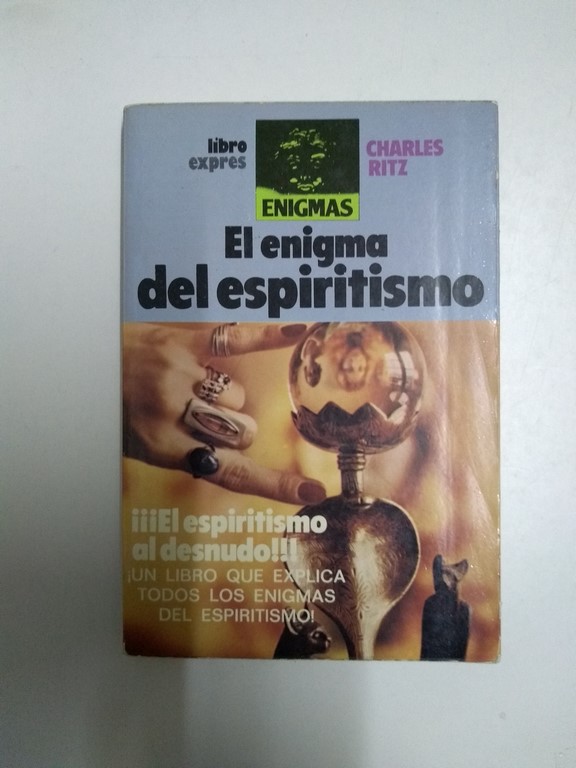 libro
expres
ENIGMAS
CHARLES
RITZ
El enigma
del espiritismo
¡¡¡El espiritismo
al desnudo!!!
¡UN LIBRO QUE EXPLICA
TODOS LOS ENIGMAS
DEL ESPIRITISMO!